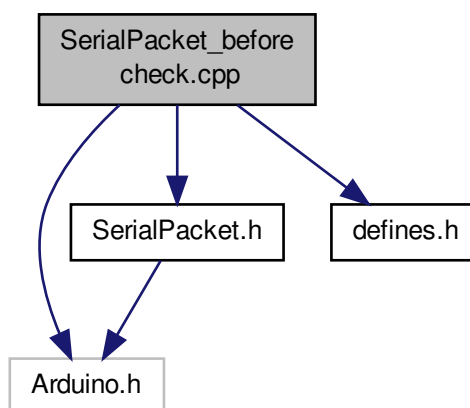 SerialPacket_before
check.cpp
SerialPacket.h
defines.h
Arduino.h